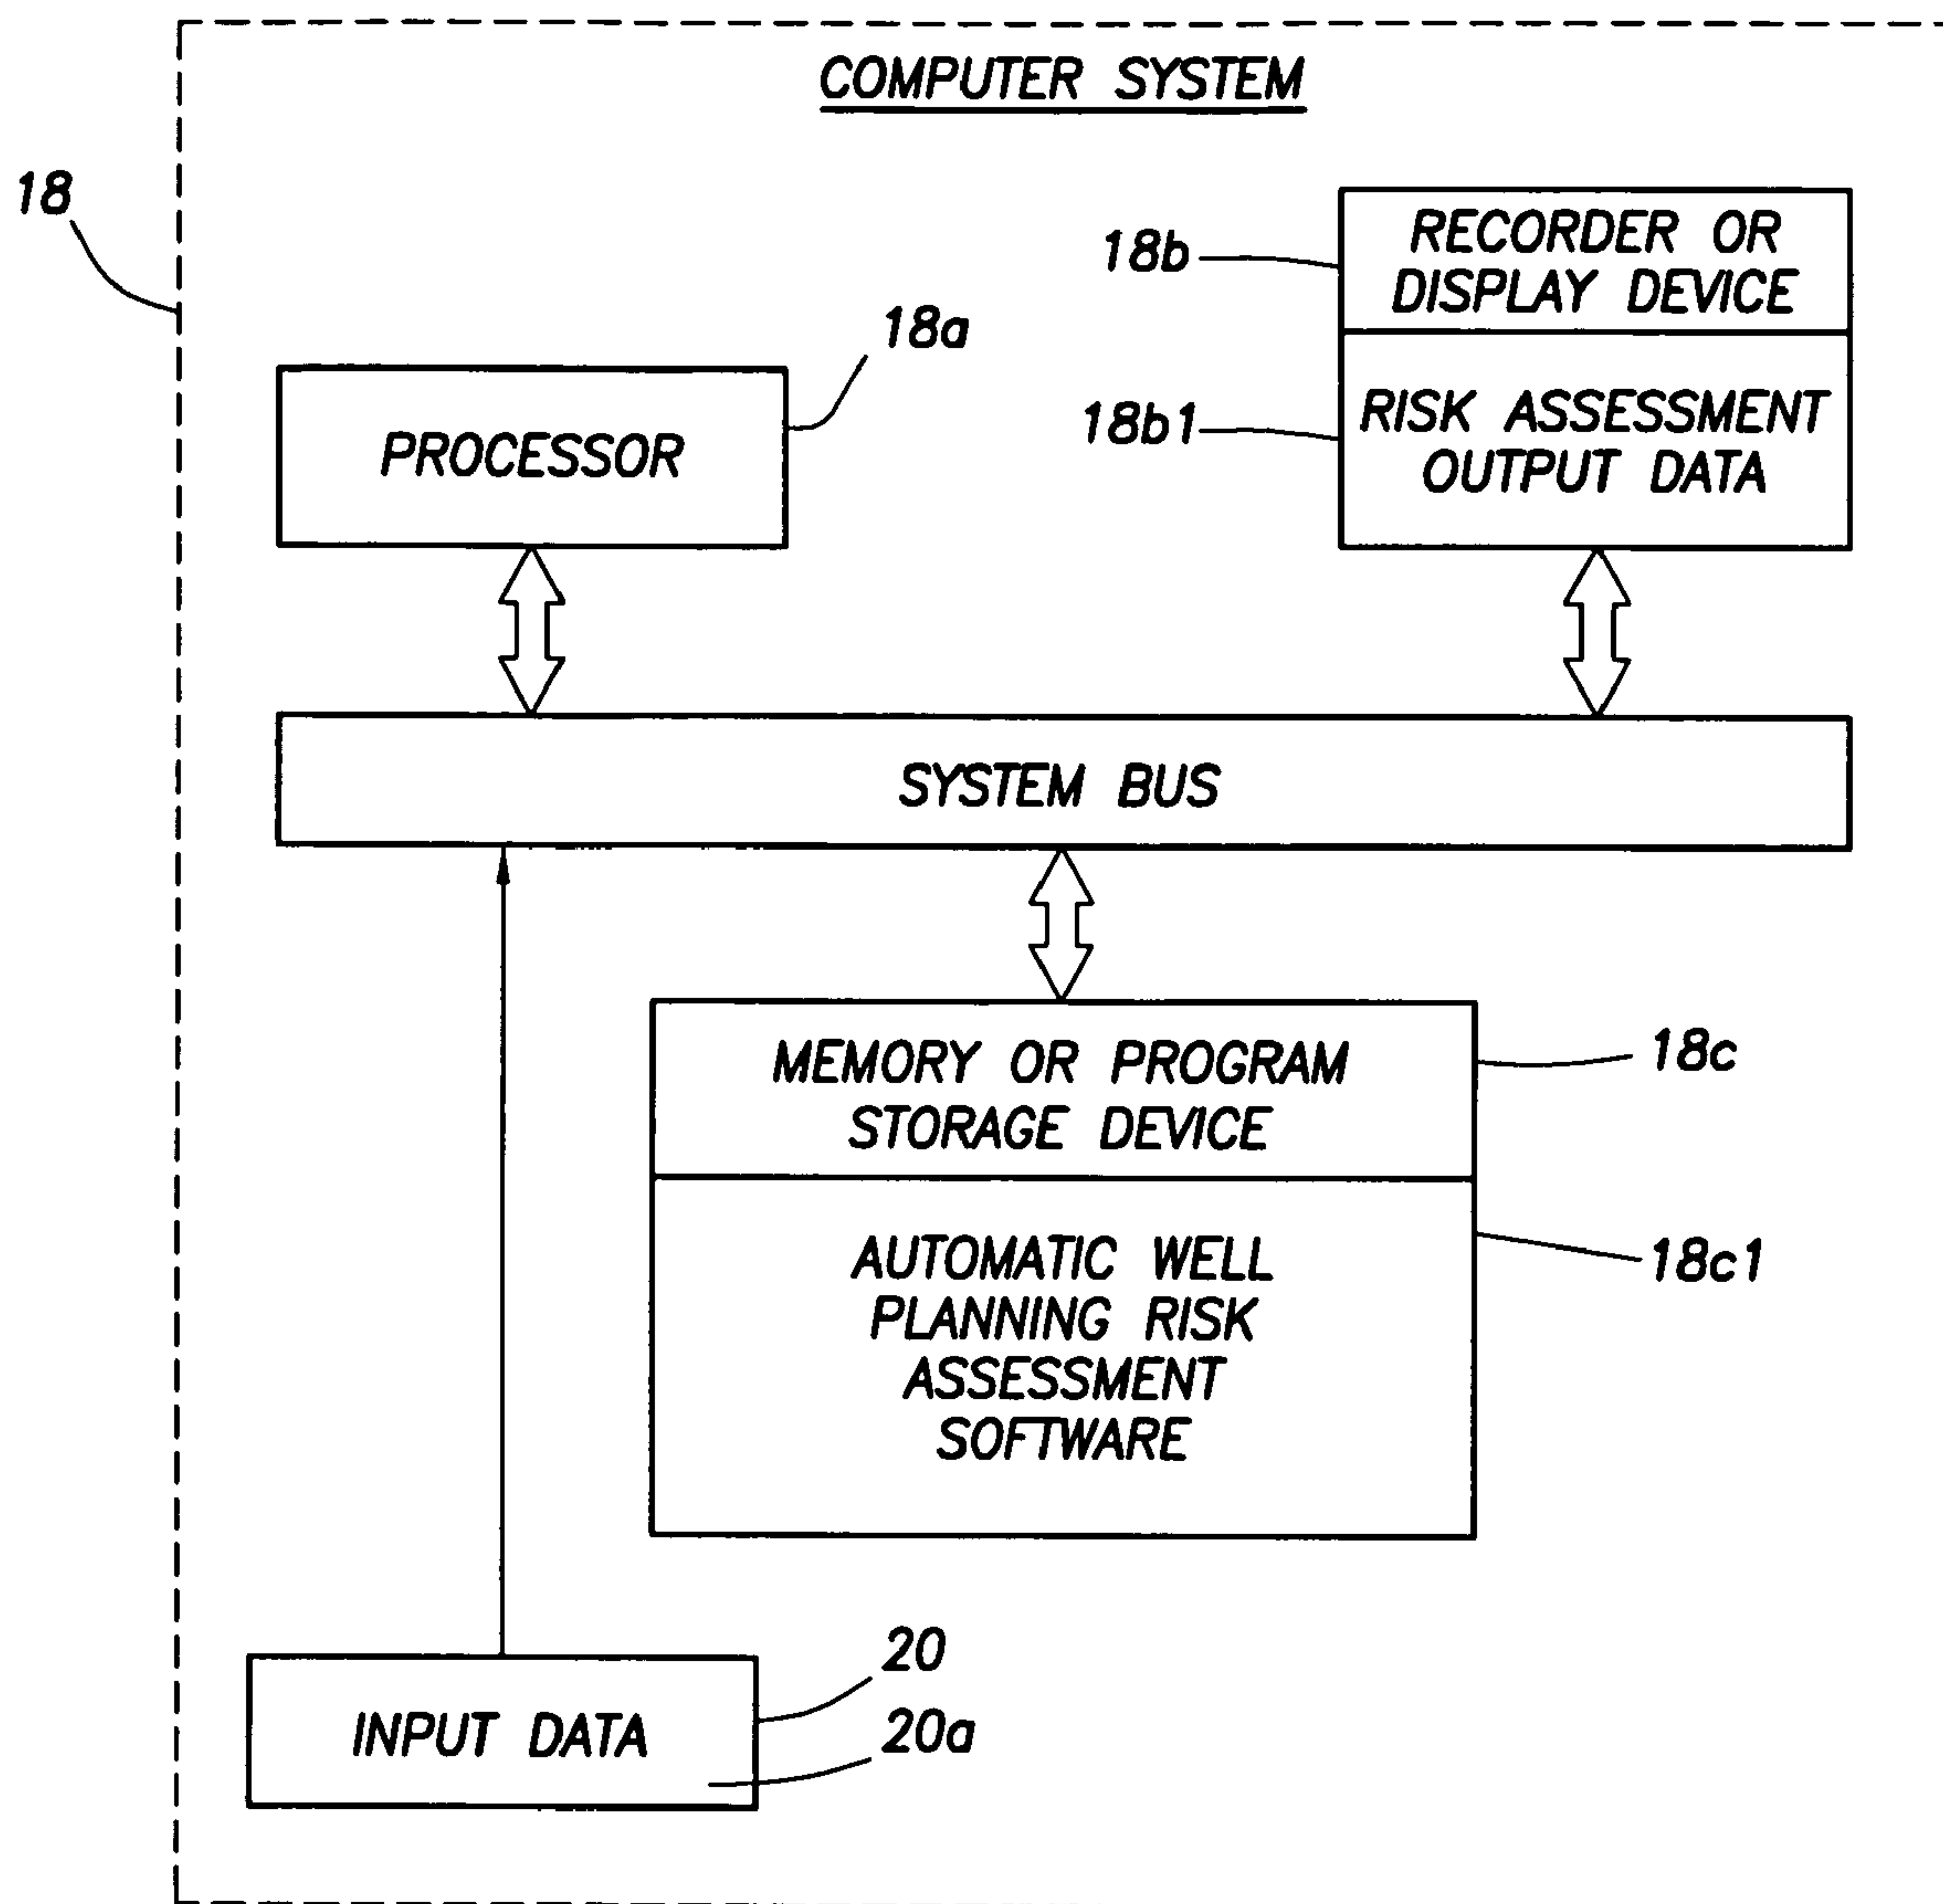 COMPUTER SYSTEM
18
18b
RECORDER OR
DISPLAY DEVICE
18a
18b1
RISK ASSESSMENT
OUTPUT DATA
PROCESSOR
SYSTEM BUS
MEMORY OR PROGRAM
STORAGE DEVICE
18c
AUTOMATIC WELL
PLANNING RISK
ASSESSMENT
SOFTWARE
18c1
20
INPUT DATA
20a